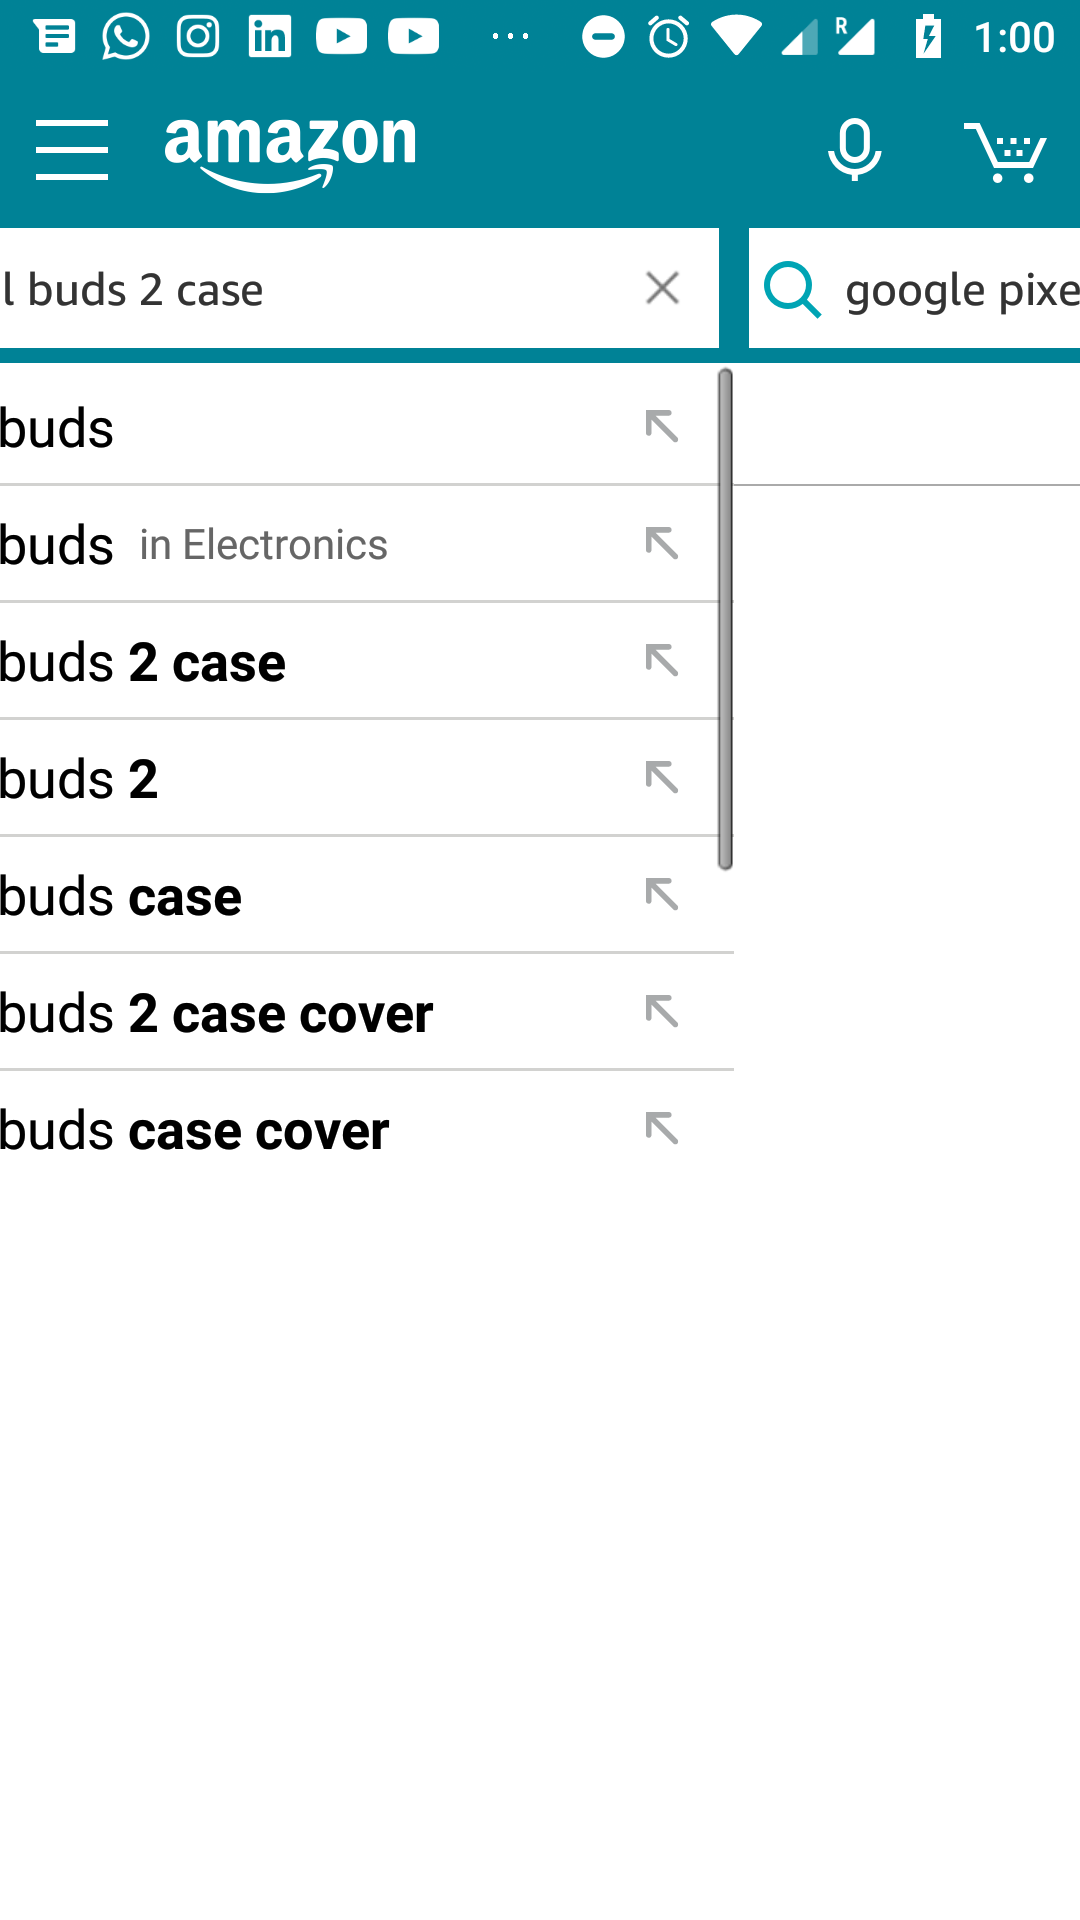 R 1:00
amazon
l buds 2 case
google pixe
buds
buds in Electronics
buds 2 case
buds 2
buds case
buds 2 case cover
buds case cover